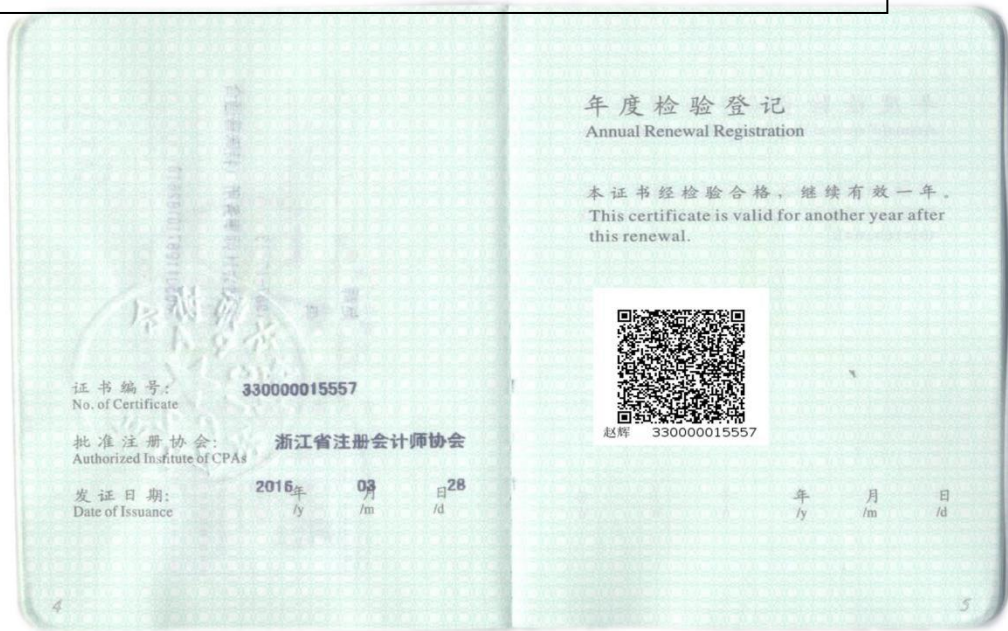 证书编号: 330000015557
No. of Certificate
批准注册协会: 浙江省注册会计师协会
Authorized Institute of CPAs
发证日期: 2016年 03月 28日
Date of Issuance /y /m /d
4
年度检验登记
Annual Renewal Registration
本证书经检验合格，继续有效一年。
This certificate is valid for another year after
this renewal.
赵辉 330000015557
年 月 日
/y /m /d
5